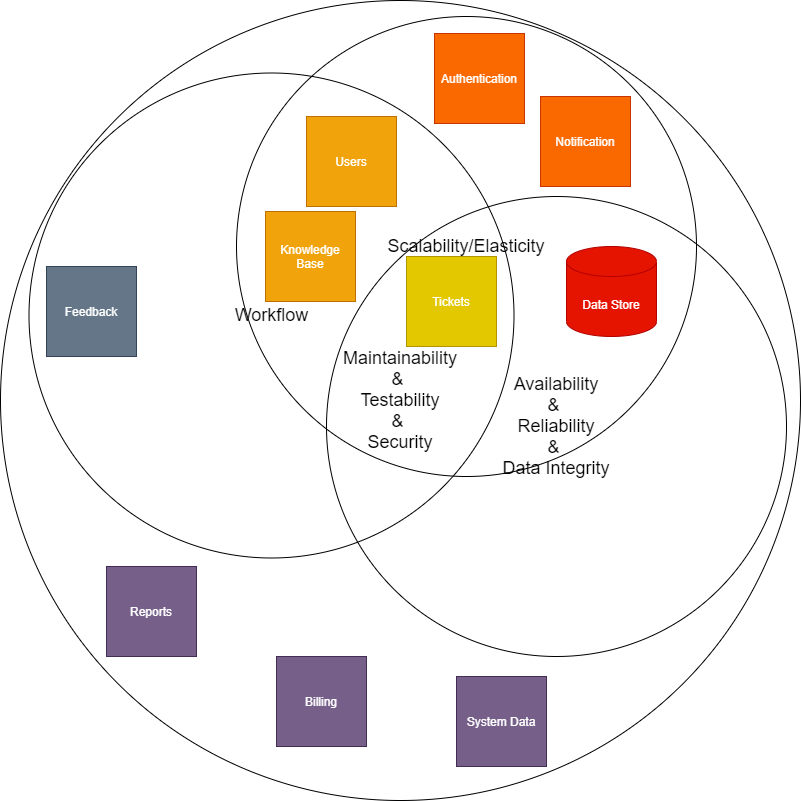 Authentication
Notification
Users
Knowledge
Base
Scalability/Elasticity
Feedback
Tickets
Data Store
Workflow
Maintainability
&
Testability
&
Security
Availability
&
Reliability
&
Data Integrity
Reports
Billing
System Data